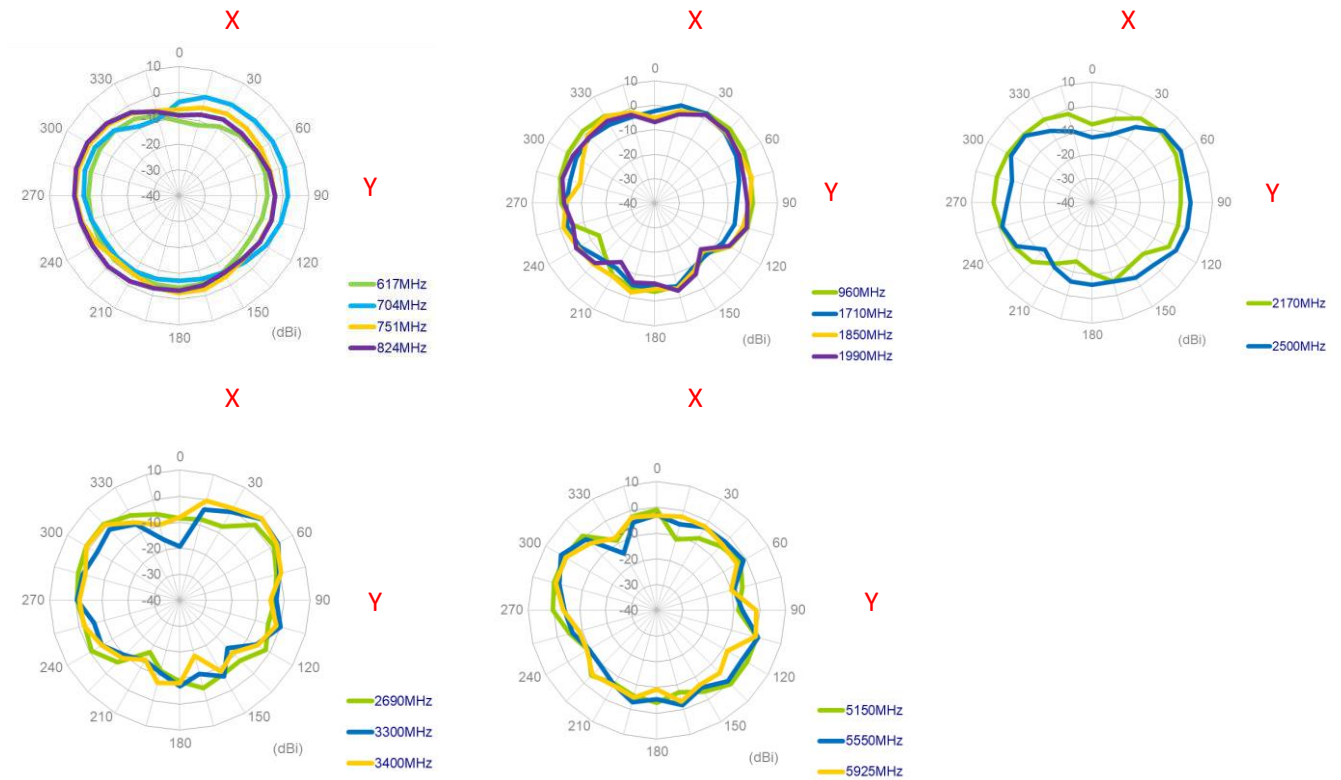 X
0
10
30
330
0
60
300
-10
-20
-30
270
-40
90
Y
240
120
617MHz
704MHz
210
150
751MHz
(dBi)
180
824MHz
X
0
10
30
330
0
60
300
-10
-20
-30
270
-40
90
Y
240
120
960MHz
1710MHz
210
150
1850MHz
(dBi)
180
1990MHz
X
0
10
30
330
0
60
300
-10
-20
-30
270
-40
90
Y
240
120
2170MHz
210
150
(dBi)
2500MHz
180
X
0
10
30
330
0
60
300
-10
-20
-30
270
-40
90
Y
240
120
2690MHz
210
150
3300MHz
180
(dBi)
3400MHz
X
0
10
30
330
0
60
300
-10
-20
-30
270
-40
90
Y
240
120
5150MHz
210
150
5550MHz
180
(dBi)
5925MHz